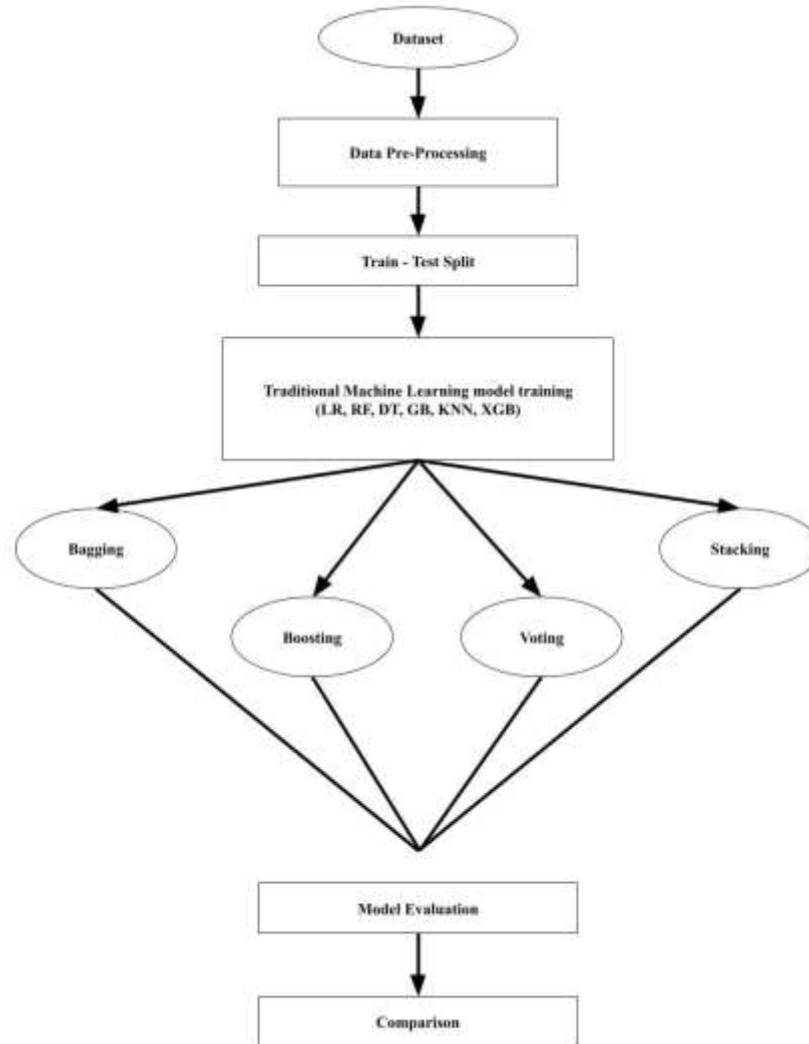 Dataset
Data Pre-Processing
Train - Test Split
Traditional Machine Learning model training
(LR, RF, DT, GB, KNN, XGB)
Bagging
Stacking
Boosting
Voting
Model Evaluation
Comparison